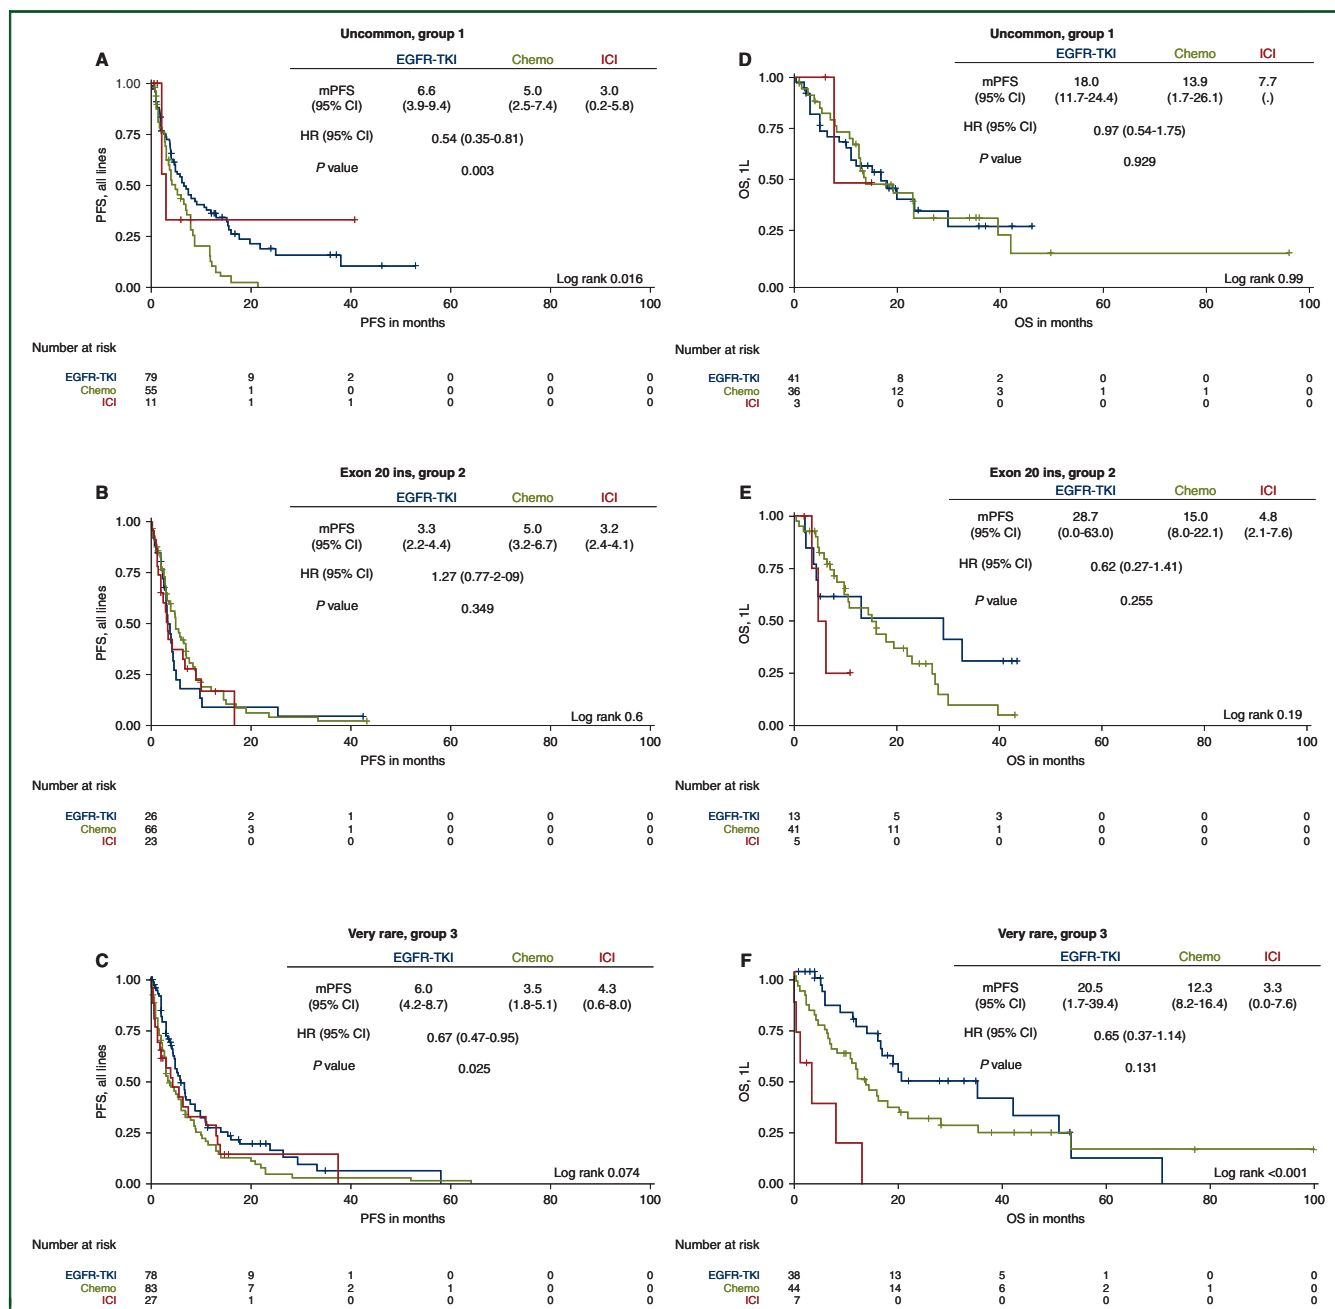 Uncommon, group 1
A
EGFR-TKI Chemo ICI
mPFS 6.6 5.0 3.0
(95% CI) (3.9-9.4) (2.5-7.4) (0.2-5.8)
HR (95% CI) 0.54 (0.35-0.81)
P value 0.003
PFS, all lines
1.00
0.75
0.50
0.25
0.00
Log rank 0.016
0 20 40 60 80 100
PFS in months
Number at risk
EGFR-TKI 79 9 2 0 0 0
Chemo 55 1 0 0 0 0
ICI 11 1 1 0 0 0
Uncommon, group 1
D
EGFR-TKI Chemo ICI
mPFS 18.0 13.9 7.7
(95% CI) (11.7-24.4) (1.7-26.1) (.)
HR (95% CI) 0.97 (0.54-1.75)
P value 0.929
OS, 1L
1.00
0.75
0.50
0.25
0.00
Log rank 0.99
0 20 40 60 80 100
OS in months
Number at risk
EGFR-TKI 41 8 2 0 0 0
Chemo 36 12 3 1 1 0
ICI 3 0 0 0 0 0
Exon 20 ins, group 2
B
EGFR-TKI Chemo ICI
mPFS 3.3 5.0 3.2
(95% CI) (2.2-4.4) (3.2-6.7) (2.4-4.1)
HR (95% CI) 1.27 (0.77-2-09)
P value 0.349
PFS, all lines
1.00
0.75
0.50
0.25
0.00
Log rank 0.6
0 20 40 60 80 100
PFS in months
Number at risk
EGFR-TKI 26 2 1 0 0 0
Chemo 66 3 1 0 0 0
ICI 23 0 0 0 0 0
Exon 20 ins, group 2
E
EGFR-TKI Chemo ICI
mPFS 28.7 15.0 4.8
(95% CI) (0.0-63.0) (8.0-22.1) (2.1-7.6)
HR (95% CI) 0.62 (0.27-1.41)
P value 0.255
OS, 1L
1.00
0.75
0.50
0.25
0.00
Log rank 0.19
0 20 40 60 80 100
OS in months
Number at risk
EGFR-TKI 13 5 3 0 0 0
Chemo 41 11 1 0 0 0
ICI 5 0 0 0 0 0
Very rare, group 3
C
EGFR-TKI Chemo ICI
mPFS 6.0 3.5 4.3
(95% CI) (4.2-8.7) (1.8-5.1) (0.6-8.0)
HR (95% CI) 0.67 (0.47-0.95)
P value 0.025
PFS, all lines
1.00
0.75
0.50
0.25
0.00
Log rank 0.074
0 20 40 60 80 100
PFS in months
Number at risk
EGFR-TKI 78 9 1 0 0 0
Chemo 83 7 2 1 0 0
ICI 27 1 0 0 0 0
Very rare, group 3
F
EGFR-TKI Chemo ICI
mPFS 20.5 12.3 3.3
(95% CI) (1.7-39.4) (8.2-16.4) (0.0-7.6)
HR (95% CI) 0.65 (0.37-1.14)
P value 0.131
OS, 1L
1.00
0.75
0.50
0.25
0.00
Log rank <0.001
0 20 40 60 80 100
OS in months
Number at risk
EGFR-TKI 38 13 5 1 0 0
Chemo 44 14 6 2 1 0
ICI 7 0 0 0 0 0